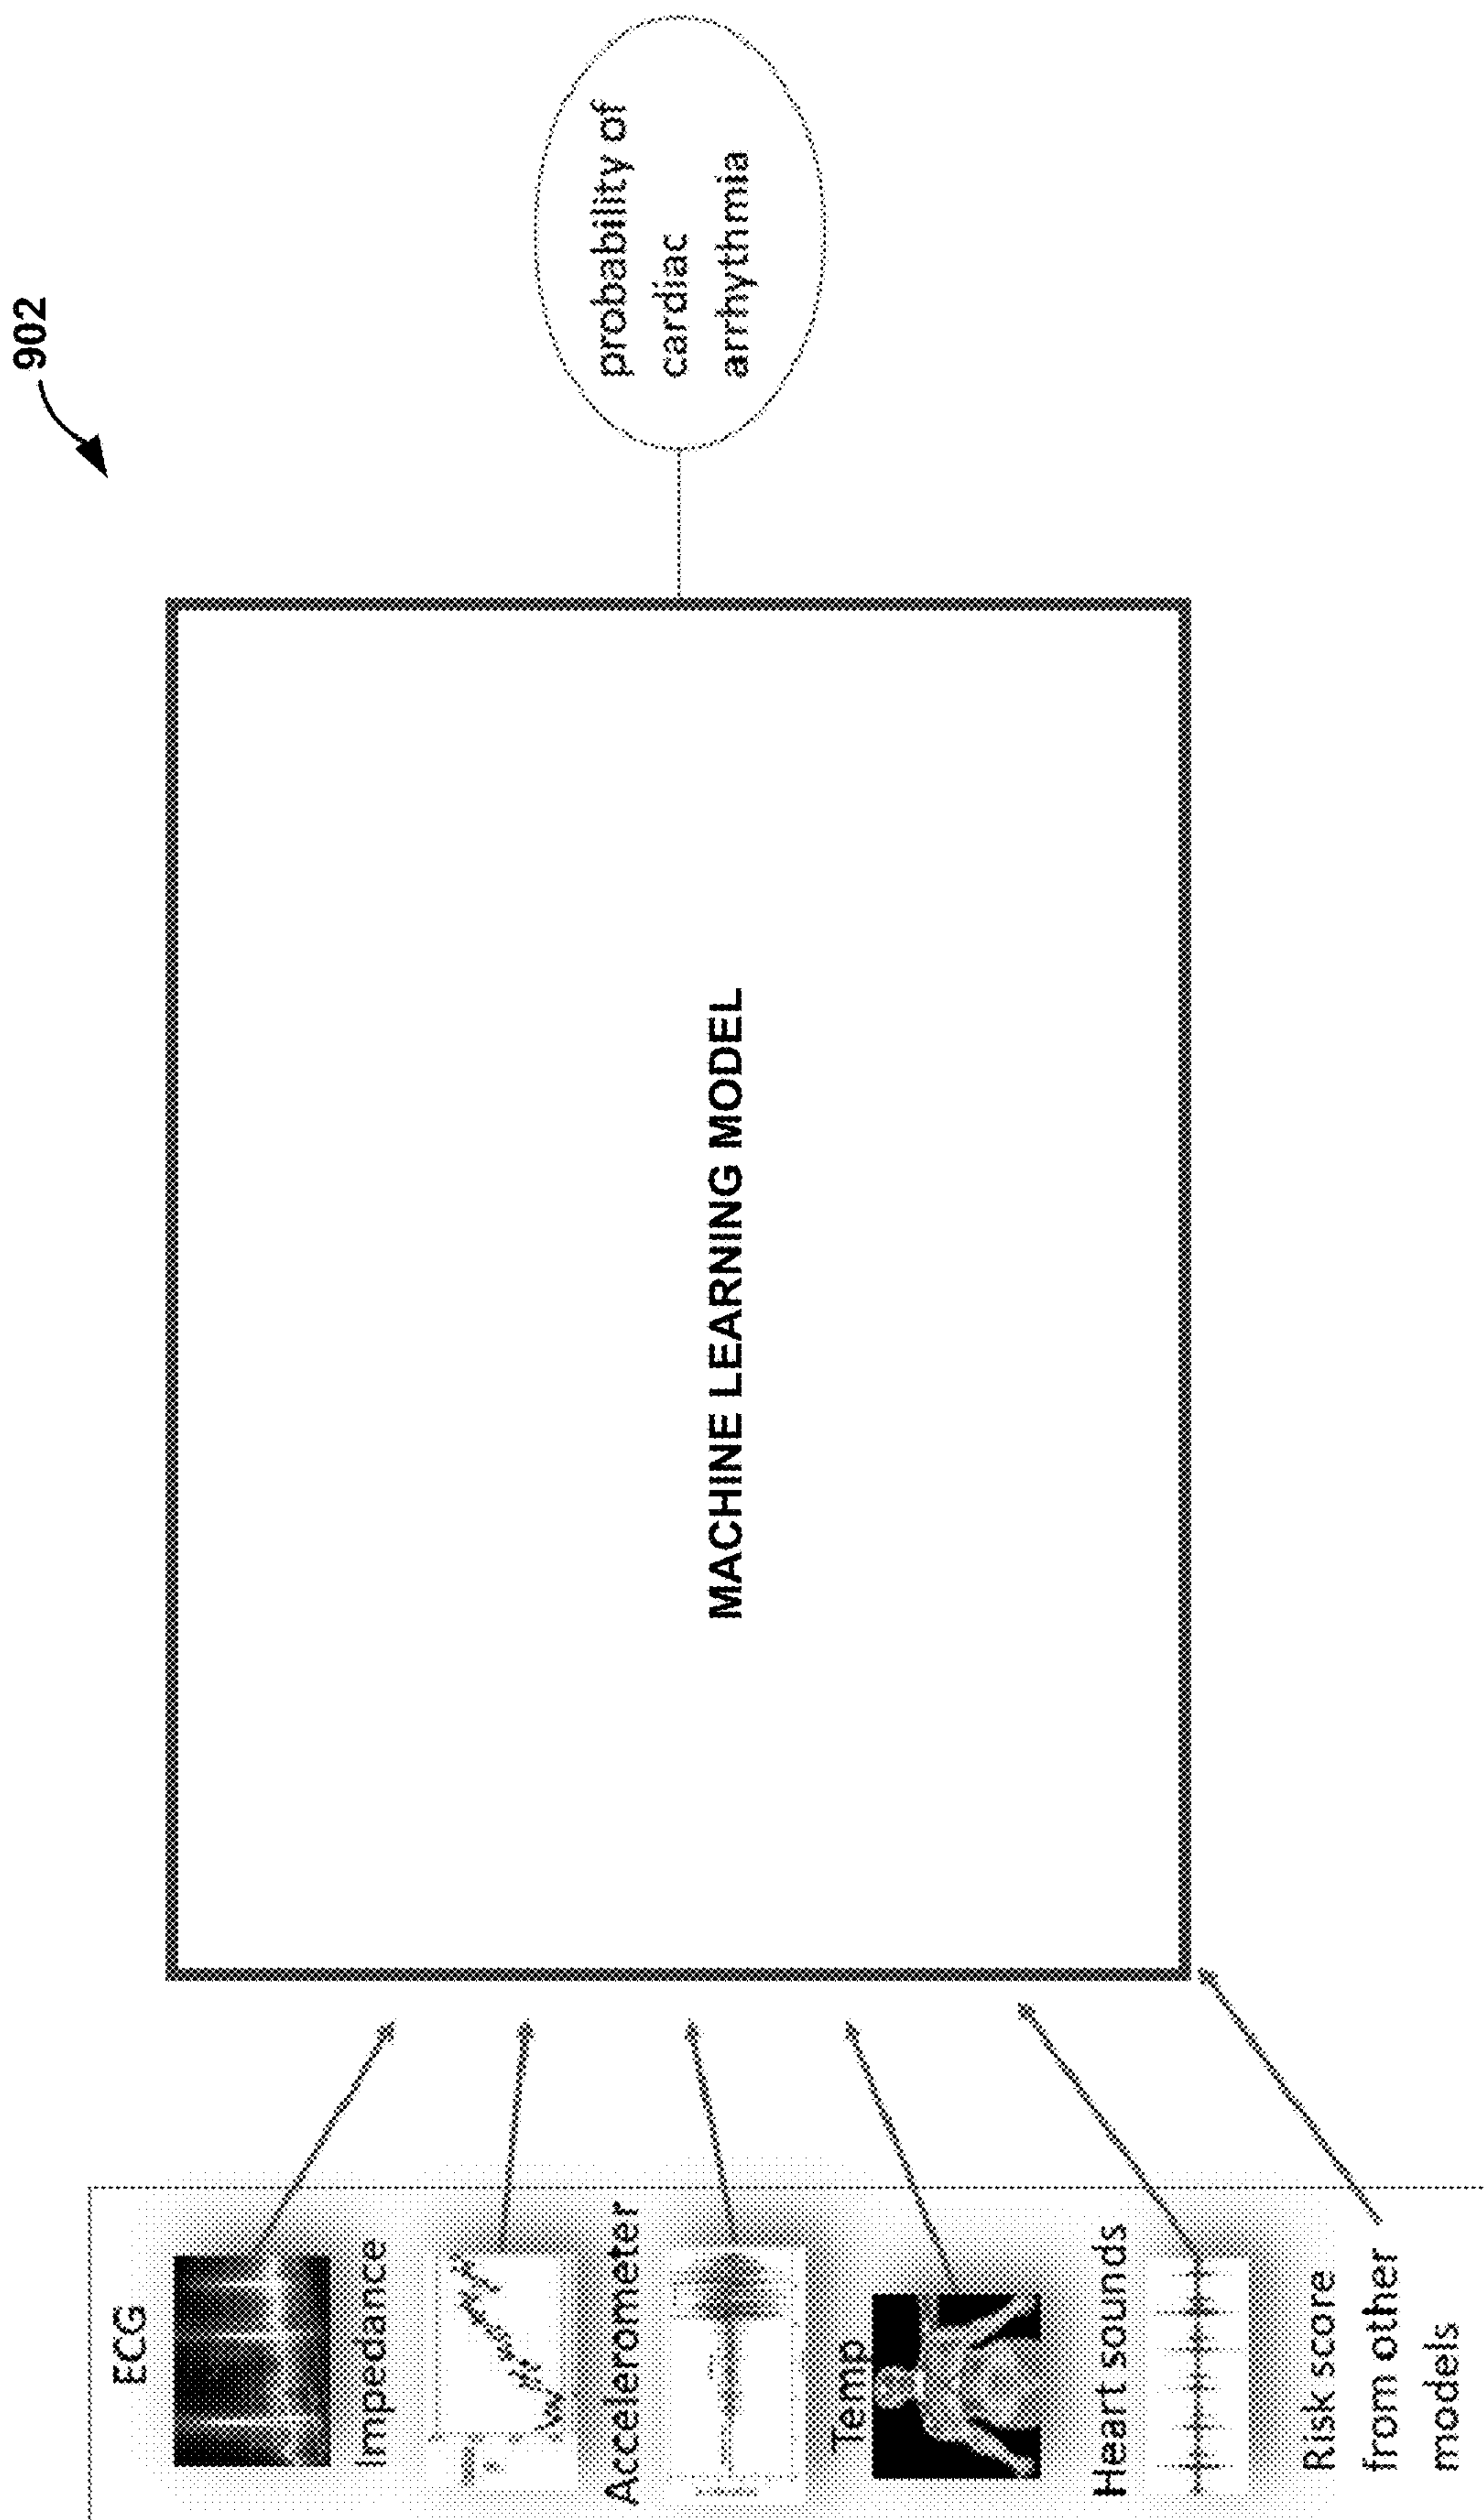 902
ECG
Impedance
Accelerometer
Temp
Heart sounds
Risk score
from other
models
MACHINE LEARNING MODEL
probability of
cardiac
arrhythmia